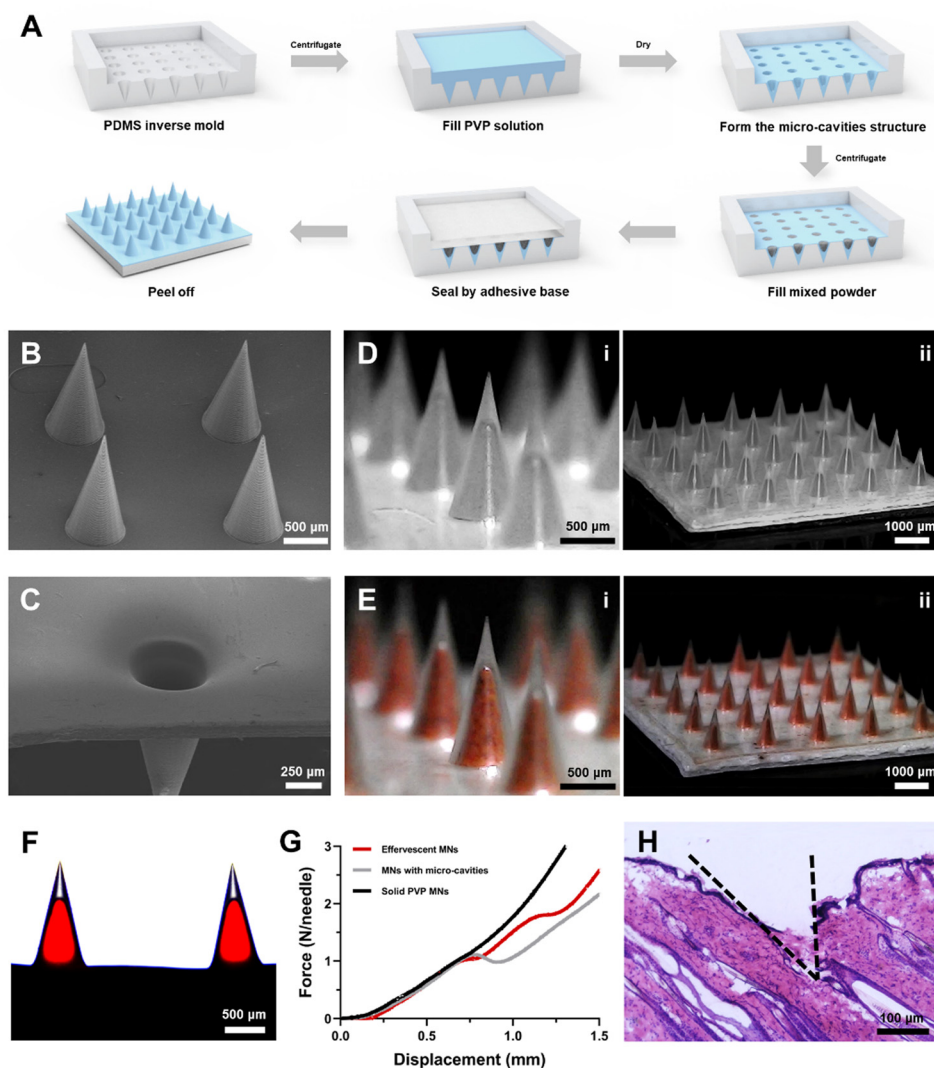 A
Centrifugate
Dry
PDMS inverse mold
Fill PVP solution
Form the micro-cavities structure
Centrifugate
Peel off
Seal by adhesive base
Fill mixed powder
B
500 µm
D
i
500 µm
ii
1000 µm
C
250 µm
E
i
500 µm
ii
1000 µm
F
500 µm
G
Effervescent MNs
MNs with micro-cavities
Solid PVP MNs
Force (N/needle)
3
2
1
0
0.0
0.5
1.0
1.5
Displacement (mm)
H
100 µm